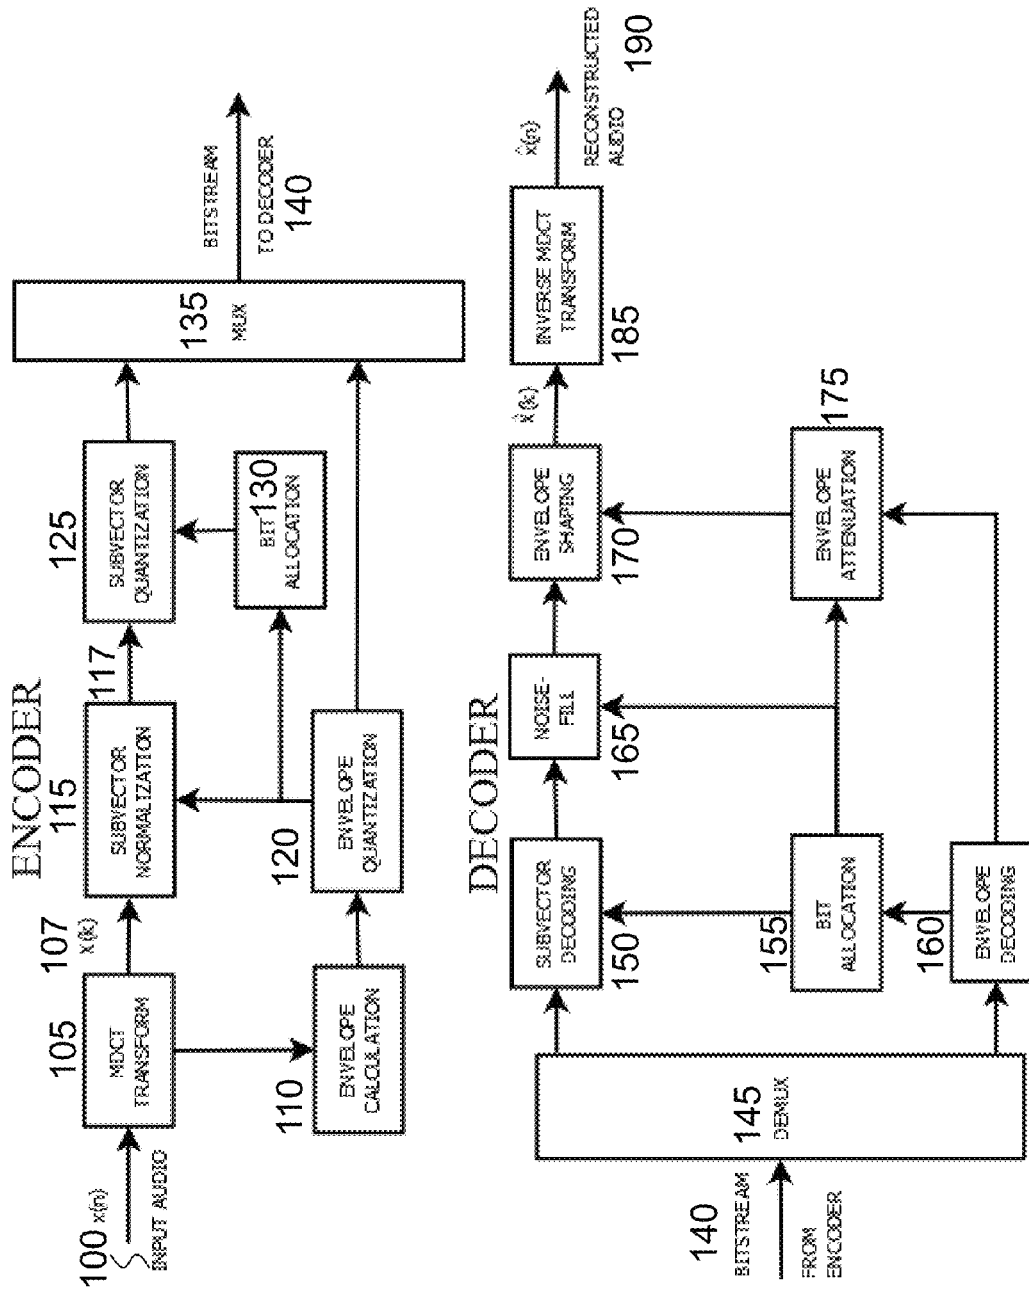 ENCODER
100 x(n)
INPUT AUDIO
105
MDCT
TRANSFORM
107
X(k)
115
SUBVECTOR
NORMALIZATION
117
125
SUBVECTOR
QUANTIZATION
110
ENVELOPE
CALCULATION
120
ENVELOPE
QUANTIZATION
BIT 130
ALLOCATION
135
MUX
BITSTREAM
TO DECODER
140
DECODER
140
BITSTREAM
FROM
ENCODER
145
DEMUX
SUBVECTOR
DECODING
150
155
BIT
ALLOCATION
160
ENVELOPE
DECODING
NOISE-
FILL
165
ENVELOPE
SHAPING
170
ENVELOPE
ATTENUATION
175
X̂(k)
INVERSE MDCT
TRANSFORM
185
x̂(n)
RECONSTRUCTED
AUDIO
190